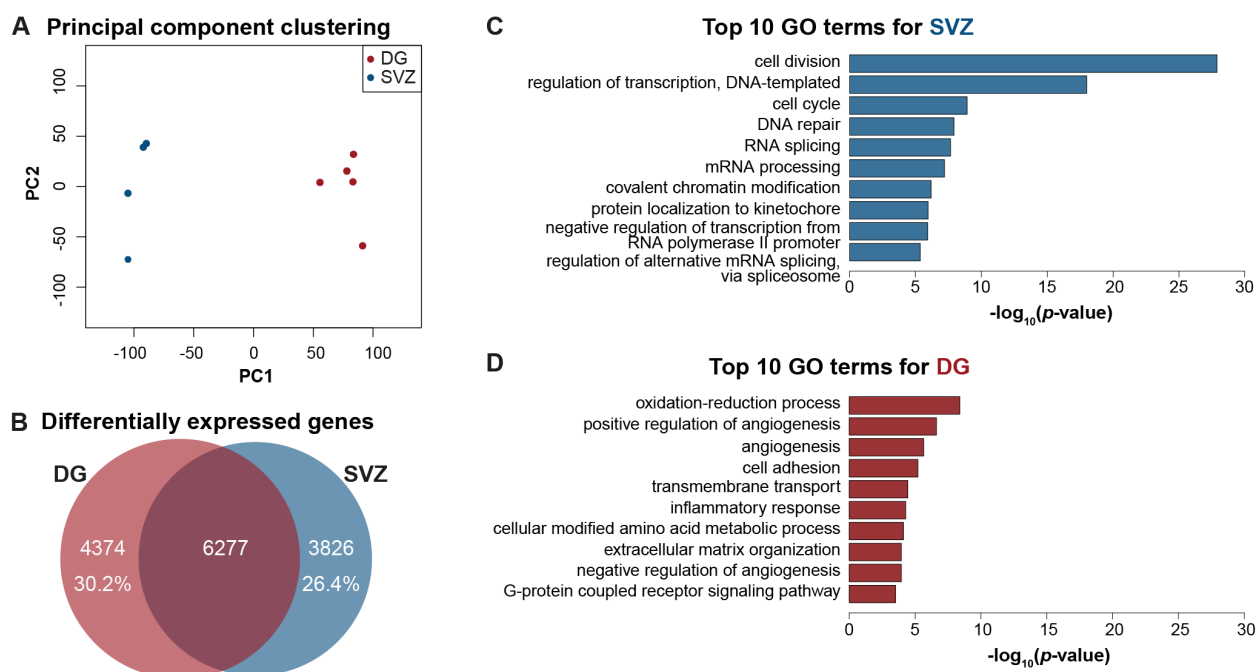 A Principal component clustering
DG
SVZ
100
50
0
-50
-100
PC2
-100
-50
0
50
100
PC1
B Differentially expressed genes
DG
SVZ
4374
6277
3826
30.2%
26.4%
C Top 10 GO terms for SVZ
cell division
regulation of transcription, DNA-templated
cell cycle
DNA repair
RNA splicing
mRNA processing
covalent chromatin modification
protein localization to kinetochore
negative regulation of transcription from
RNA polymerase II promoter
regulation of alternative mRNA splicing,
via spliceosome
0 5 10 15 20 25 30
-log10(p-value)
D Top 10 GO terms for DG
oxidation-reduction process
positive regulation of angiogenesis
angiogenesis
cell adhesion
transmembrane transport
inflammatory response
cellular modified amino acid metabolic process
extracellular matrix organization
negative regulation of angiogenesis
G-protein coupled receptor signaling pathway
0 5 10 15 20 25 30
-log10(p-value)